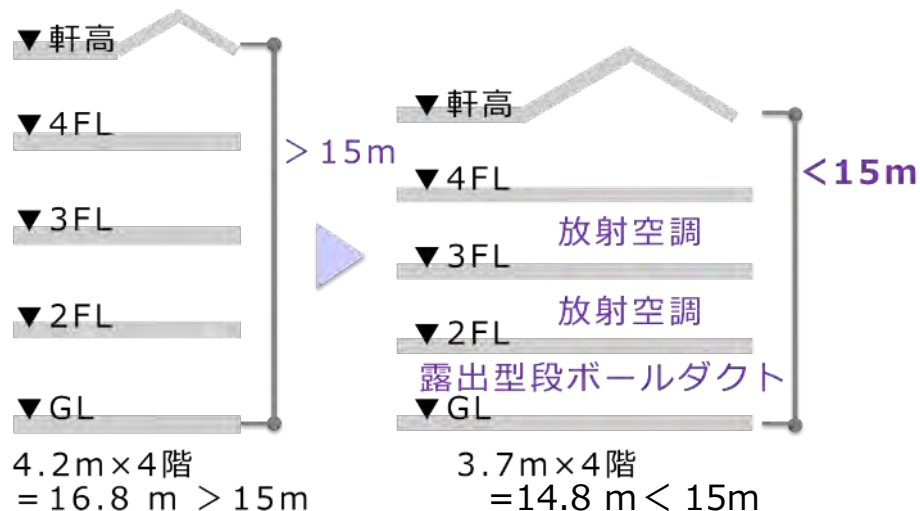 ▼軒高
▼4FL
＞15m
▼3FL
▼2FL
▼GL
4.2m×4階
=16.8 m ＞15m
▼軒高
＜15m
▼4FL
放射空調
▼3FL
放射空調
▼2FL
露出型段ボールダクト
▼GL
3.7m×4階
=14.8 m＜ 15m